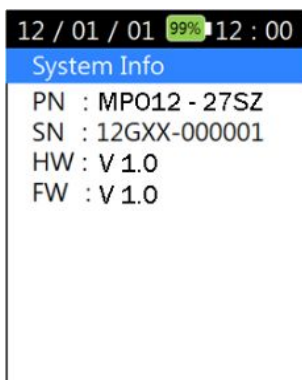 12 / 01 / 01 99% 12 : 00
System Info
PN : MPO12 - 27SZ
SN : 12GXX-000001
HW : V 1.0
FW : V 1.0